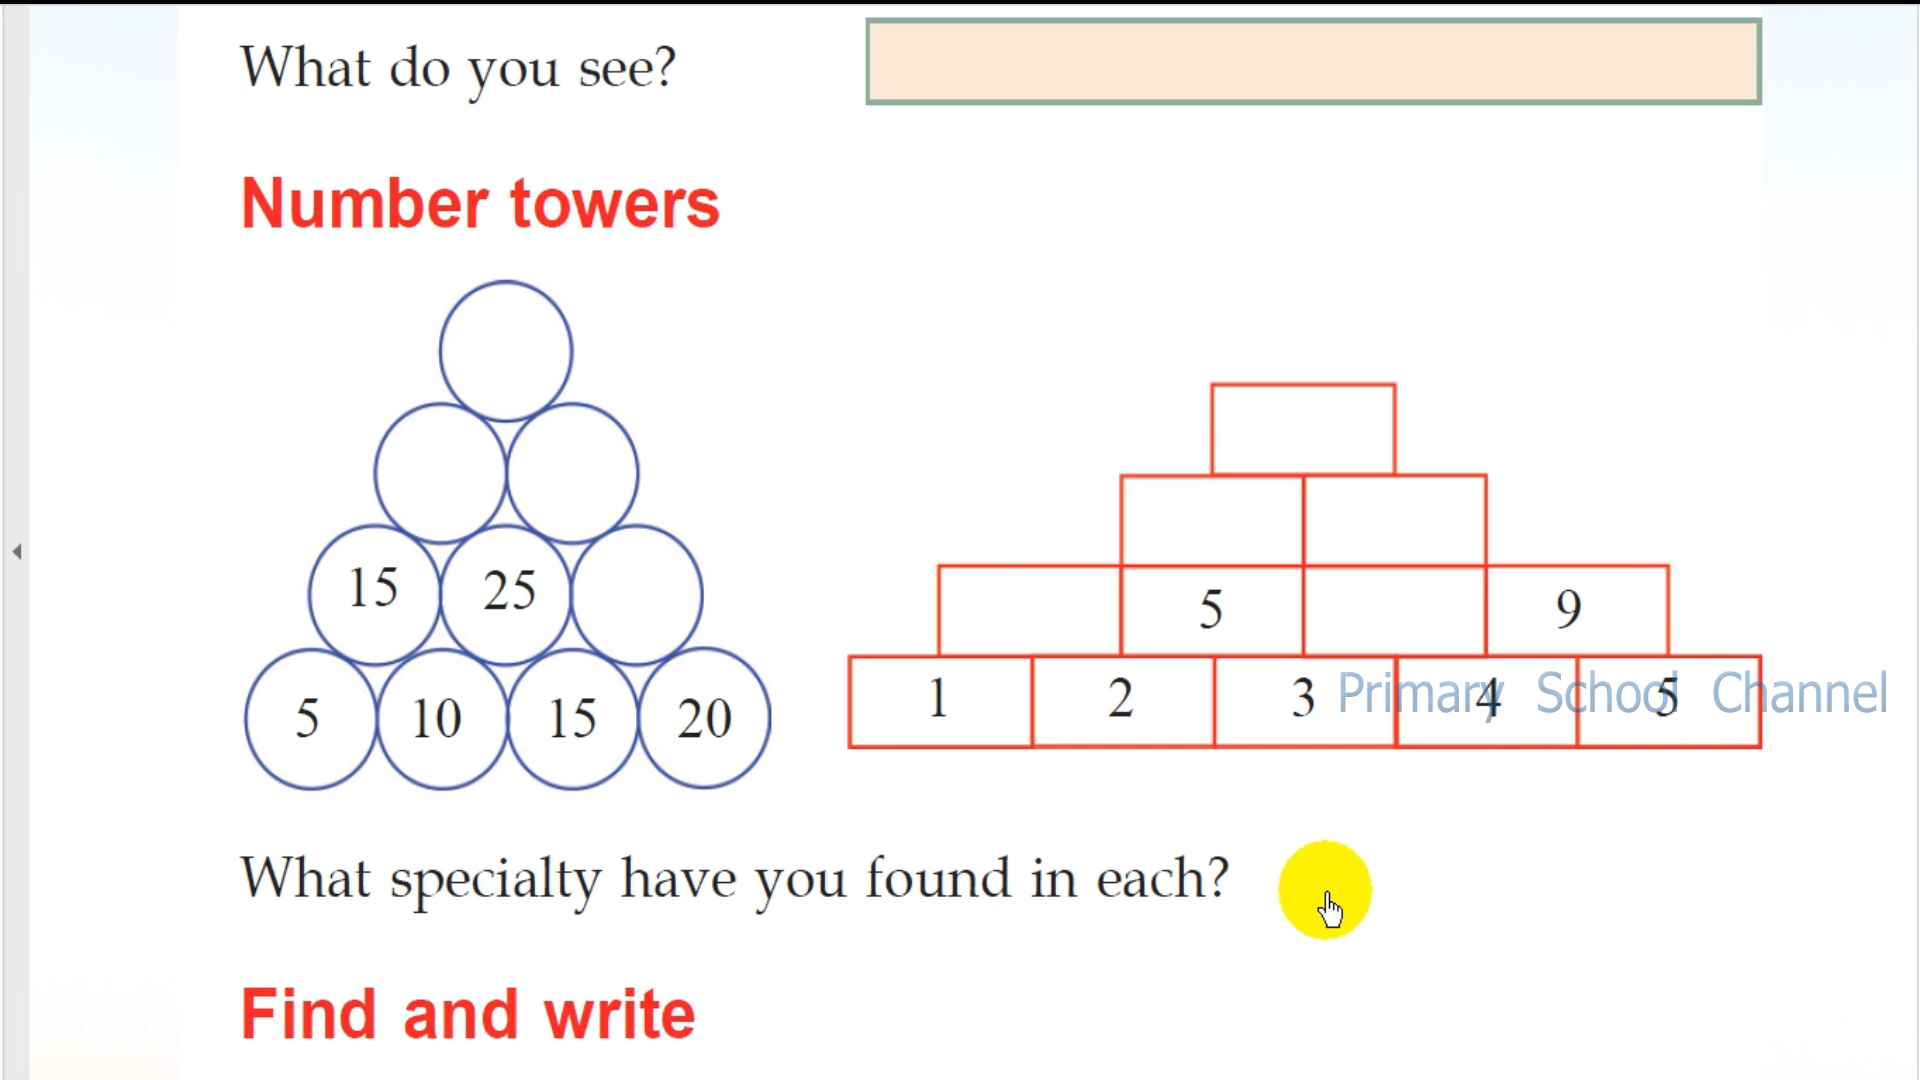 What do you see?
Number towers
15 25
5 10 15 20
5 9
1 2 3 4 5
Primary School Channel
What specialty have you found in each?
Find and write